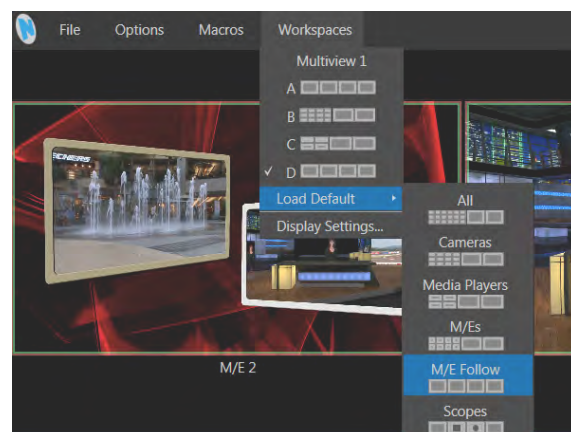 N
File Options Macros Workspaces
Multiview 1
A
B
C
✓ D
Load Default
Display Settings...
All
Cameras
Media Players
M/Es
M/E Follow
Scopes
M/E 2